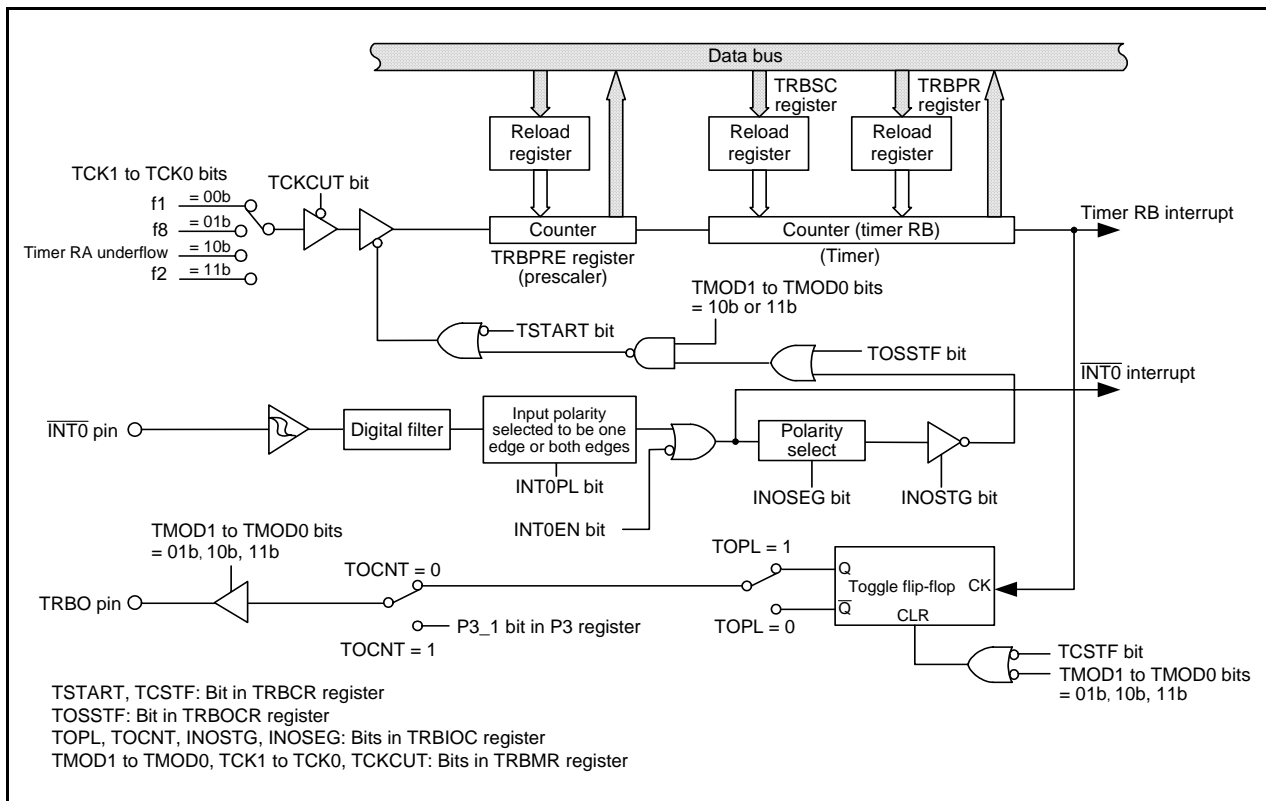 Data bus
TRBSC
register
TRBPR
register
Reload
register
Reload
register
Reload
register
TCK1 to TCK0 bits
TCKCUT bit
f1
= 00b
f8
= 01b
Timer RA underflow
= 10b
f2
= 11b
Counter
Counter (timer RB)
Timer RB interrupt
TRBPRE register
(prescaler)
(Timer)
TMOD1 to TMOD0 bits
= 10b or 11b
TSTART bit
TOSSTF bit
INT0 interrupt
INT0 pin
Digital filter
Input polarity
selected to be one
edge or both edges
Polarity
select
INT0PL bit
INOSEG bit
INOSTG bit
INT0EN bit
TMOD1 to TMOD0 bits
= 01b, 10b, 11b
TOPL = 1
TOCNT = 0
Q
Toggle flip-flop
CK
TRBO pin
Q
CLR
P3_1 bit in P3 register
TOPL = 0
TOCNT = 1
TCSTF bit
TMOD1 to TMOD0 bits
= 01b, 10b, 11b
TSTART, TCSTF: Bit in TRBCR register
TOSSTF: Bit in TRBOCR register
TOPL, TOCNT, INOSTG, INOSEG: Bits in TRBIOC register
TMOD1 to TMOD0, TCK1 to TCK0, TCKCUT: Bits in TRBMR register